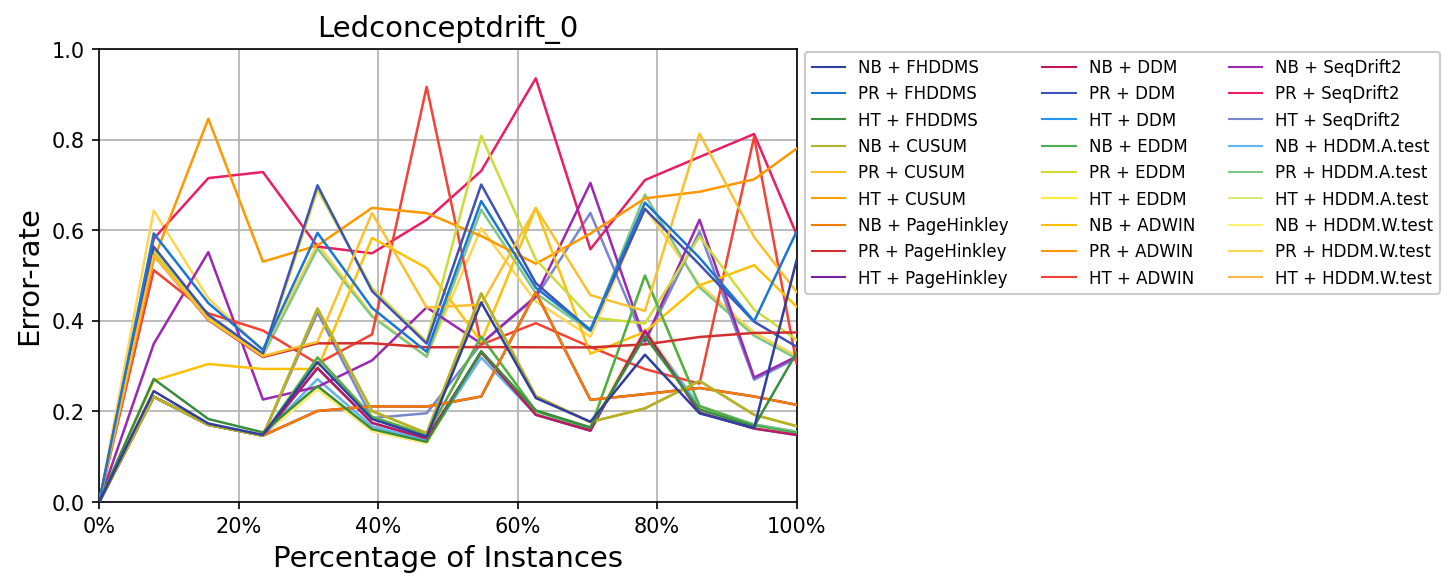 Ledconceptdrift_0
Error-rate
1.0
0.8
0.6
0.4
0.2
0.0
0% 20% 40% 60% 80% 100%
Percentage of Instances
NB + FHDDMS
PR + FHDDMS
HT + FHDDMS
NB + CUSUM
PR + CUSUM
HT + CUSUM
NB + PageHinkley
PR + PageHinkley
HT + PageHinkley
NB + DDM
PR + DDM
HT + DDM
NB + EDDM
PR + EDDM
HT + EDDM
NB + ADWIN
PR + ADWIN
HT + ADWIN
NB + SeqDrift2
PR + SeqDrift2
HT + SeqDrift2
NB + HDDM.A.test
PR + HDDM.A.test
HT + HDDM.A.test
NB + HDDM.W.test
PR + HDDM.W.test
HT + HDDM.W.test